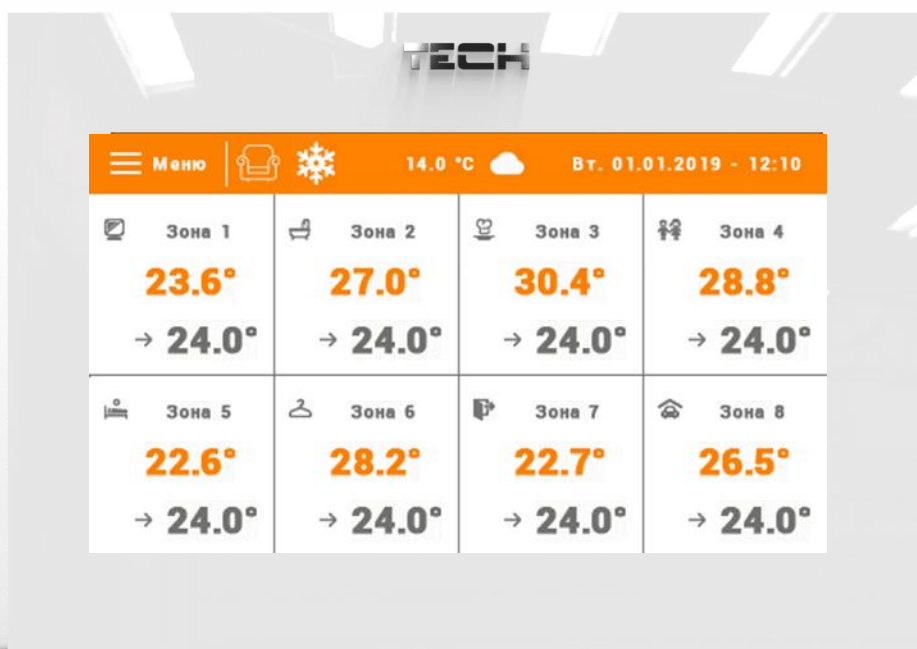 TECH
Меню 14.0 °C Вт. 01.01.2019 - 12:10
Зона 1 Зона 2 Зона 3 Зона 4
23.6° 27.0° 30.4° 28.8°
→ 24.0° → 24.0° → 24.0° → 24.0°
Зона 5 Зона 6 Зона 7 Зона 8
22.6° 28.2° 22.7° 26.5°
→ 24.0° → 24.0° → 24.0° → 24.0°